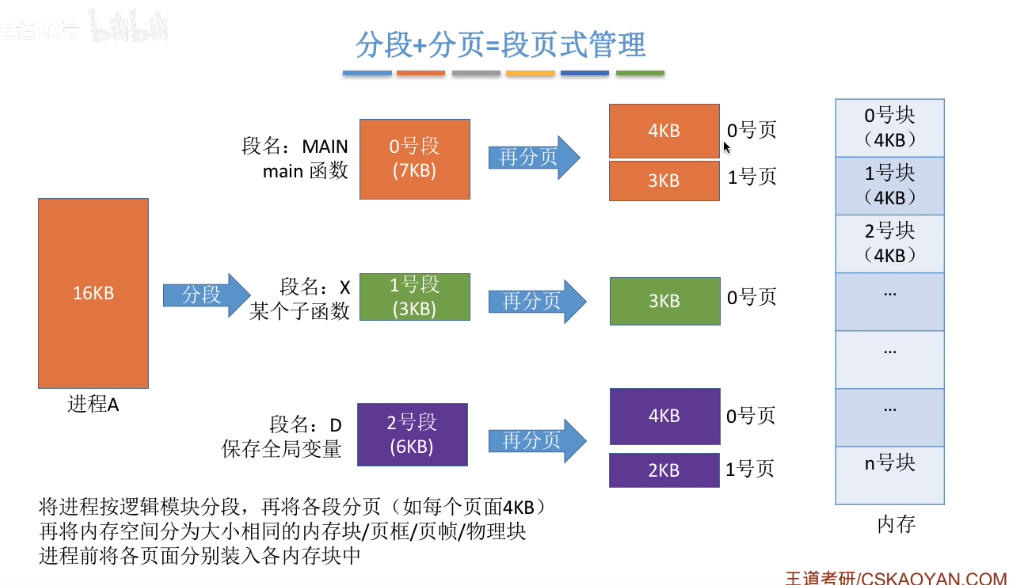 王道论坛 bilibili
分段+分页=段页式管理
段名：MAIN
main 函数
0号段
(7KB)
再分页
4KB
0号页
3KB
1号页
16KB
进程A
分段
段名：X
某个子函数
1号段
(3KB)
再分页
3KB
0号页
段名：D
保存全局变量
2号段
(6KB)
再分页
4KB
0号页
2KB
1号页
0号块
（4KB）
1号块
（4KB）
2号块
（4KB）
...
...
...
n号块
内存
将进程按逻辑模块分段，再将各段分页（如每个页面4KB）
再将内存空间分为大小相同的内存块/页框/页帧/物理块
进程前将各页面分别装入各内存块中
王道考研/CSKAOYAN.COM